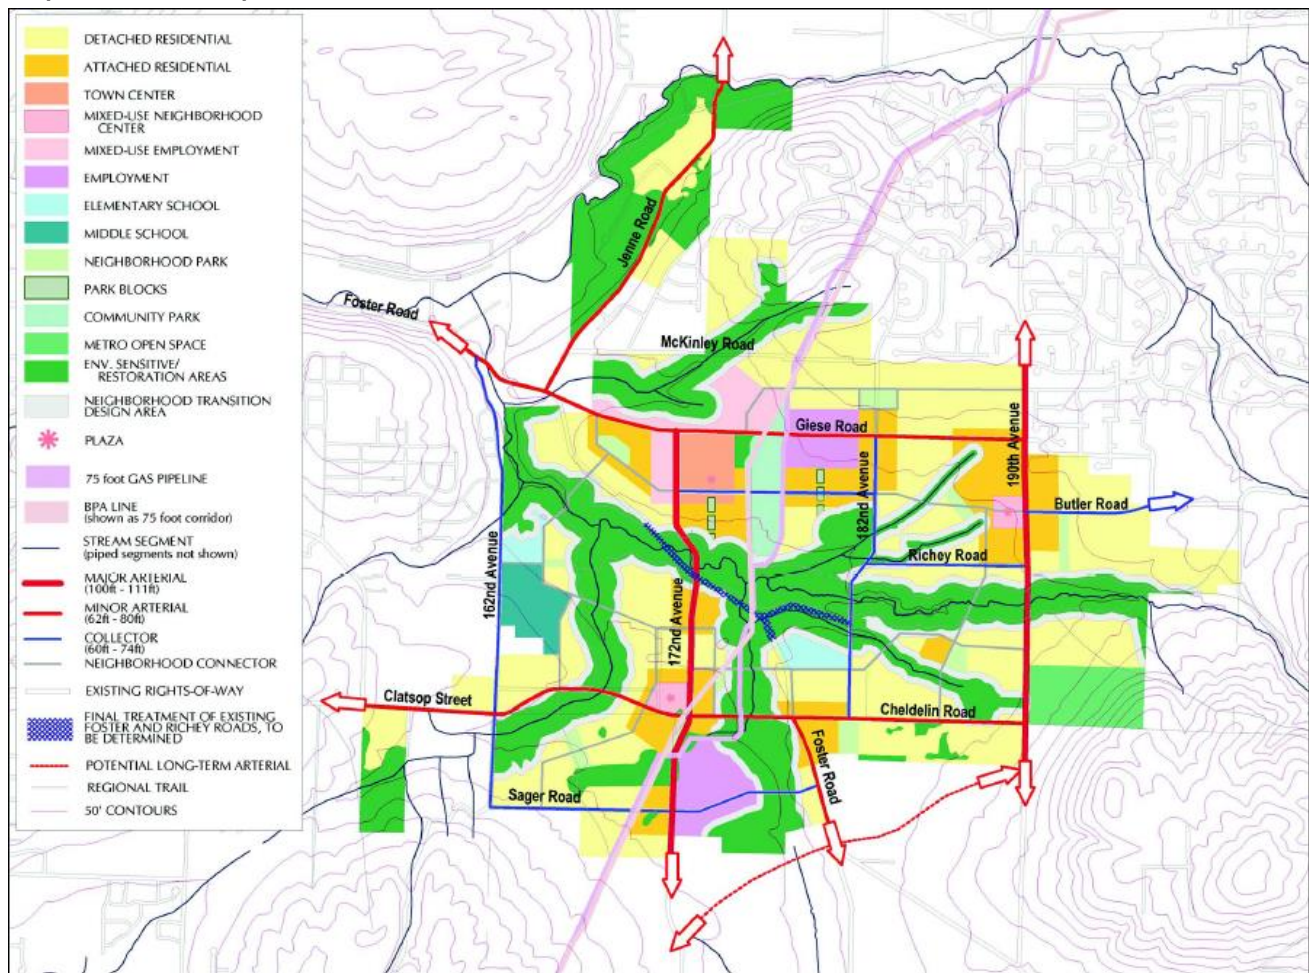 DETACHED RESIDENTIAL
ATTACHED RESIDENTIAL
TOWN CENTER
MIXED-USE NEIGHBORHOOD
CENTER
MIXED-USE EMPLOYMENT
EMPLOYMENT
ELEMENTARY SCHOOL
MIDDLE SCHOOL
NEIGHBORHOOD PARK
PARK BLOCKS
COMMUNITY PARK
METRO OPEN SPACE
ENV. SENSITIVE/
RESTORATION AREAS
NEIGHBORHOOD TRANSITION
DESIGN AREA
PLAZA
75 foot GAS PIPELINE
BPA LINE
(shown as 75 foot corridor)
STREAM SEGMENT
(piped segments not shown)
MAJOR ARTERIAL
(100ft - 111ft)
MINOR ARTERIAL
(62ft - 80ft)
COLLECTOR
(60ft - 74ft)
NEIGHBORHOOD CONNECTOR
EXISTING RIGHTS-OF-WAY
FINAL TREATMENT OF EXISTING
FOSTER AND RICHEY ROADS, TO
BE DETERMINED
POTENTIAL LONG-TERM ARTERIAL
REGIONAL TRAIL
50' CONTOURS
Jenne Road
Foster Road
McKinley Road
Giese Road
190th Avenue
182nd Avenue
Butler Road
Richey Road
162nd Avenue
172nd Avenue
Clatsop Street
Cheldelin Road
Foster Road
Sager Road